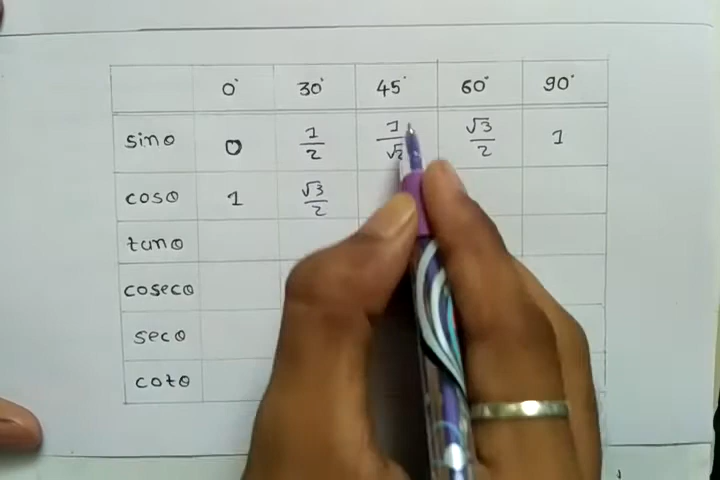 0° 30° 45° 60° 90°
sinθ 0 1/2 1/√2 √3/2 1
cosθ 1 √3/2
tanθ
cosecθ
secθ
cotθ